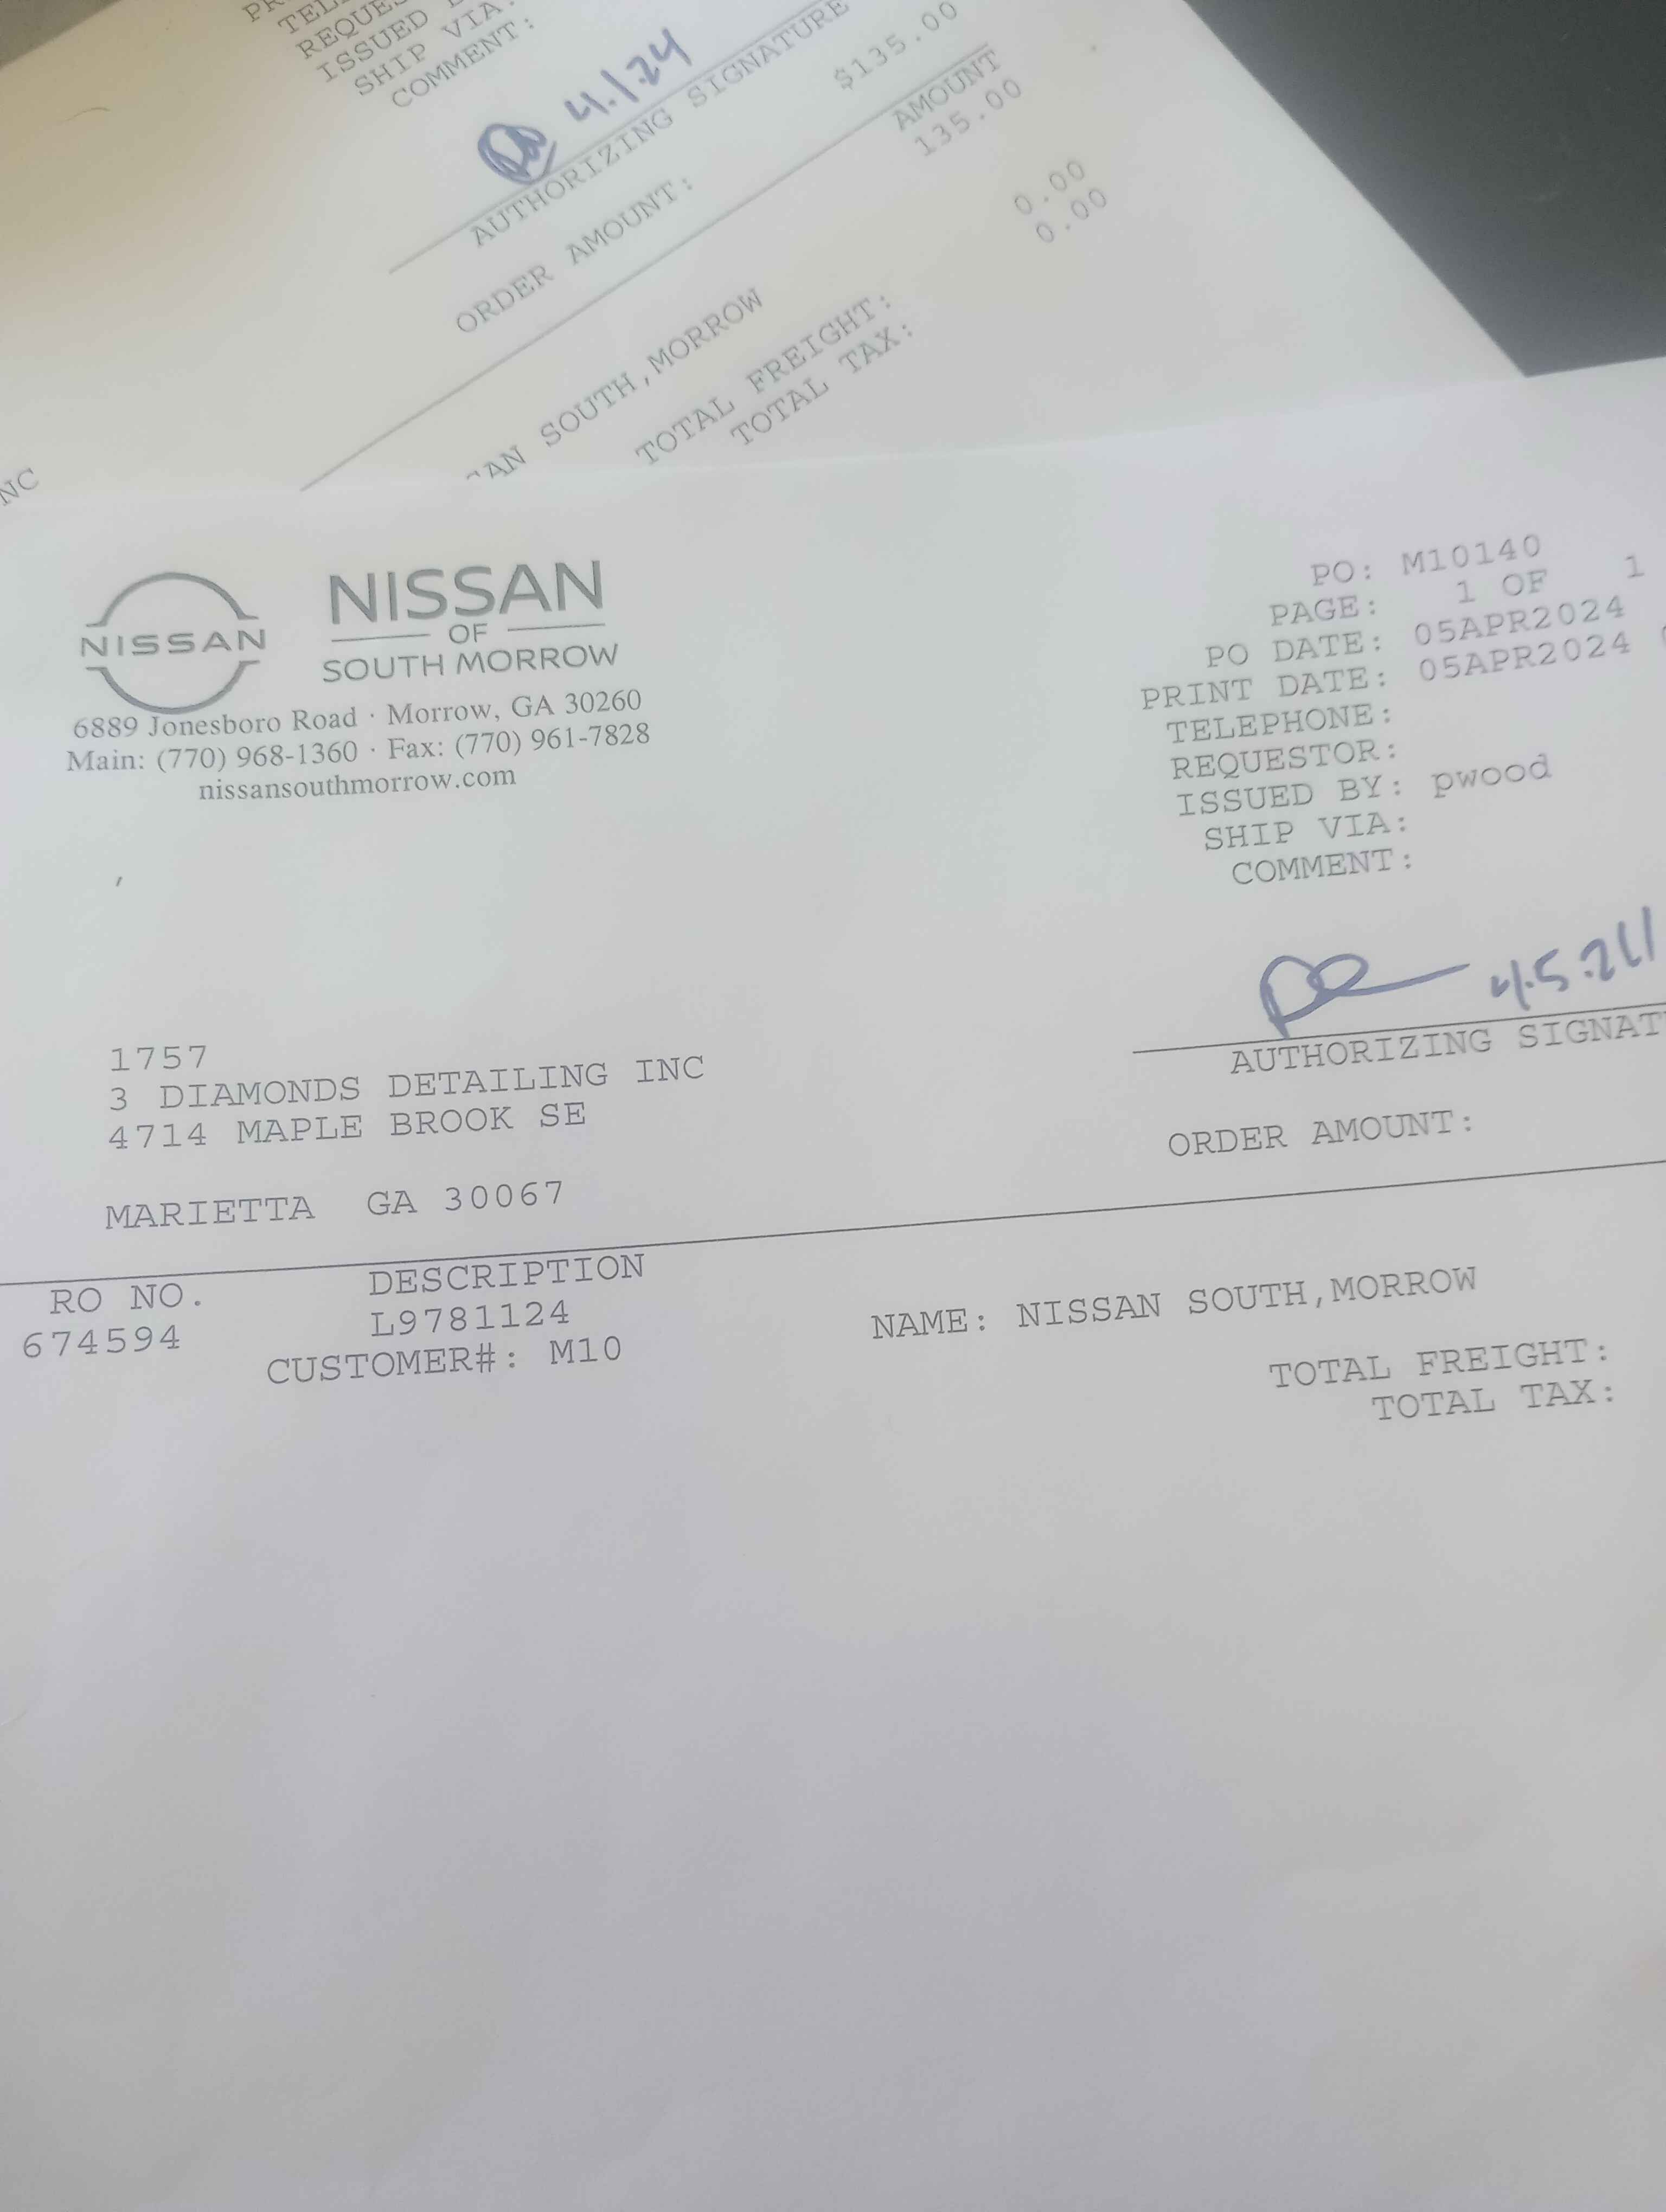 TEL
REQUES
ISSUED
SHIP VIA:
COMMENT:
4.1.24
AUTHORIZING SIGNATURE
ORDER AMOUNT: $135.00
AMOUNT
135.00
SOUTH,MORROW
TOTAL FREIGHT: 0.00
TOTAL TAX: 0.00
NC
NISSAN
NISSAN
OF
SOUTH MORROW
6889 Jonesboro Road · Morrow, GA 30260
Main: (770) 968-1360 · Fax: (770) 961-7828
nissansouthmorrow.com
PO: M10140
PAGE: 1 OF 1
PO DATE: 05APR2024
PRINT DATE: 05APR2024
TELEPHONE:
REQUESTOR:
ISSUED BY: pwood
SHIP VIA:
COMMENT:
4.5.24
AUTHORIZING SIGNAT
1757
3 DIAMONDS DETAILING INC
4714 MAPLE BROOK SE
MARIETTA GA 30067
ORDER AMOUNT:
RO NO. DESCRIPTION
674594 L9781124
CUSTOMER#: M10 NAME: NISSAN SOUTH,MORROW
TOTAL FREIGHT:
TOTAL TAX: